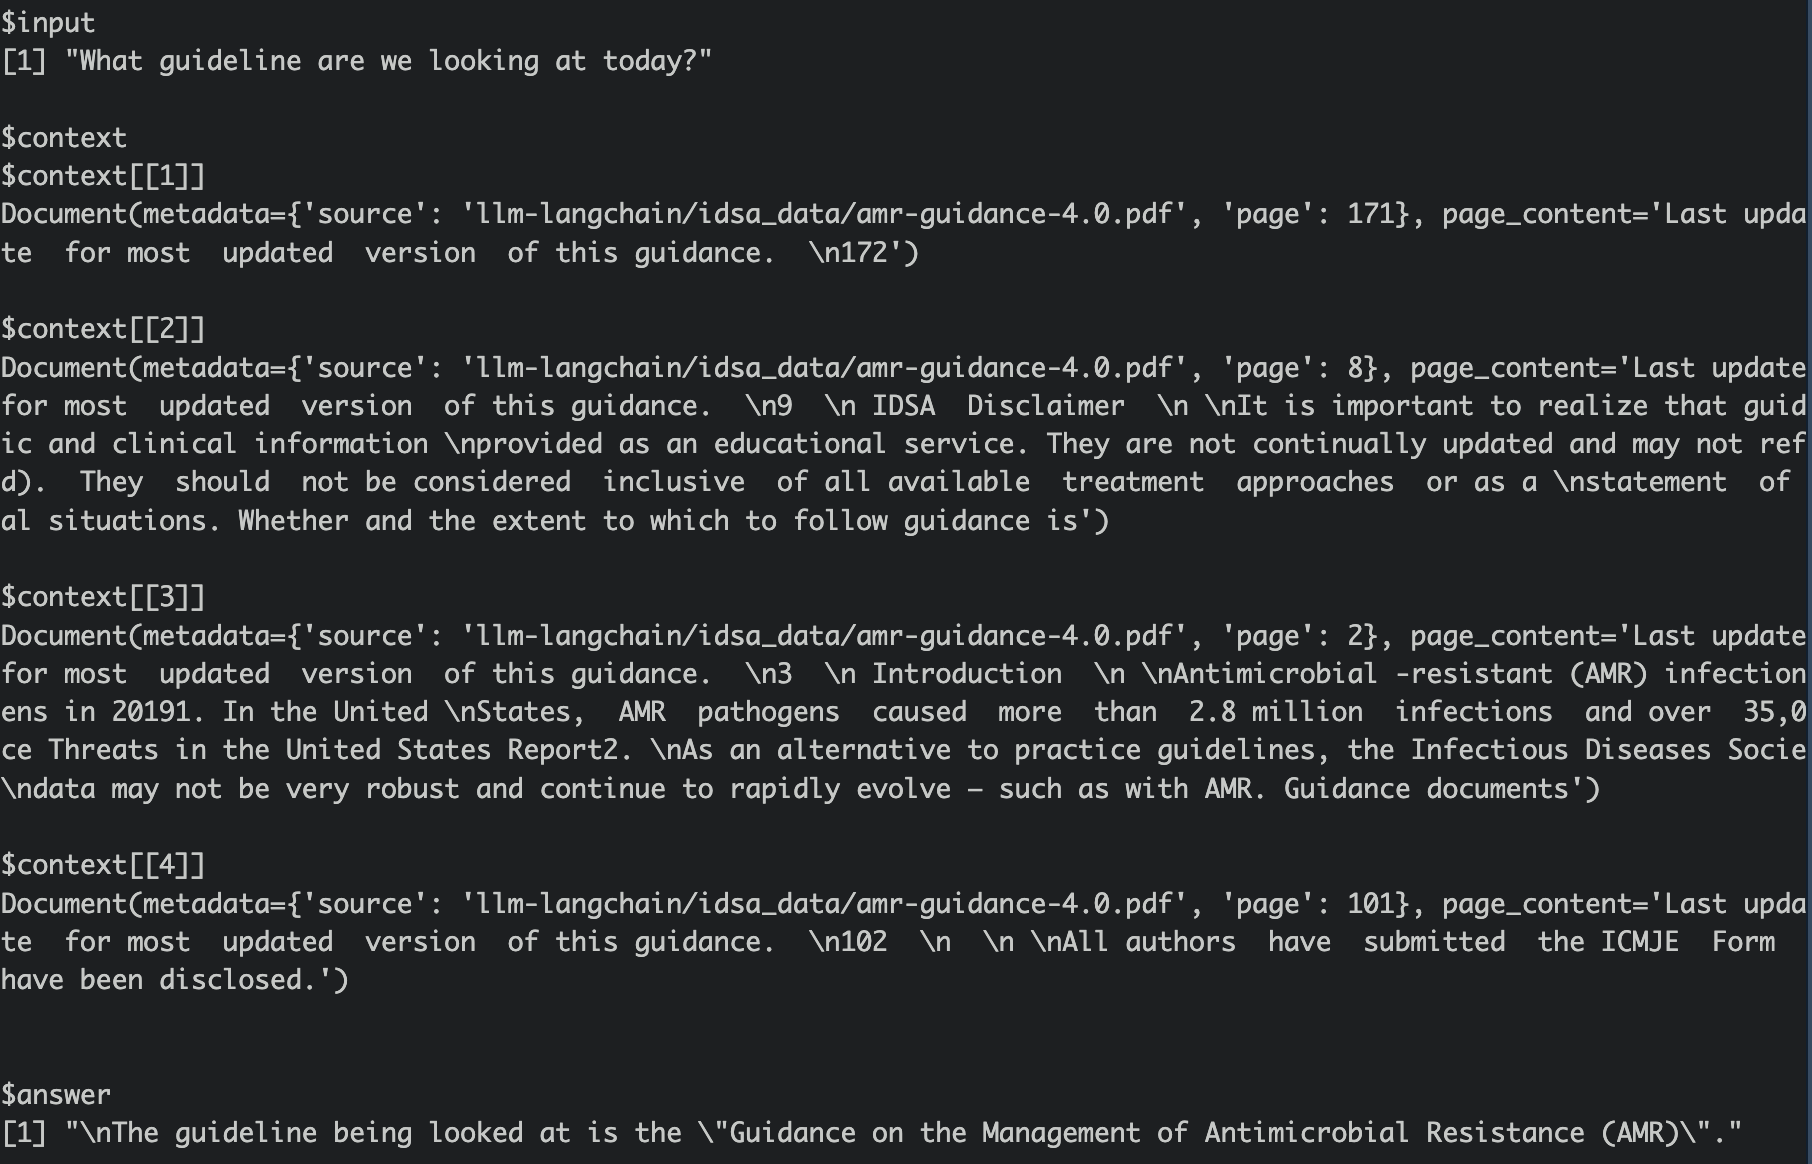 $input
[1] "What guideline are we looking at today?"
$context
$context[[1]]
Document(metadata={'source': 'llm-langchain/idsa_data/amr-guidance-4.0.pdf', 'page': 171}, page_content='Last upda
te  for most  updated  version  of this guidance.  \n172')
$context[[2]]
Document(metadata={'source': 'llm-langchain/idsa_data/amr-guidance-4.0.pdf', 'page': 8}, page_content='Last update
for most  updated  version  of this guidance.  \n9  \n IDSA  Disclaimer  \n \nIt is important to realize that guid
ic and clinical information \nprovided as an educational service. They are not continually updated and may not ref
d).  They  should  not be considered  inclusive  of all available  treatment  approaches  or as a \nstatement  of
al situations. Whether and the extent to which to follow guidance is')
$context[[3]]
Document(metadata={'source': 'llm-langchain/idsa_data/amr-guidance-4.0.pdf', 'page': 2}, page_content='Last update
for most  updated  version  of this guidance.  \n3  \n Introduction  \n \nAntimicrobial -resistant (AMR) infection
ens in 20191. In the United \nStates,  AMR  pathogens  caused  more  than  2.8 million  infections  and over  35,0
ce Threats in the United States Report2. \nAs an alternative to practice guidelines, the Infectious Diseases Socie
\ndata may not be very robust and continue to rapidly evolve – such as with AMR. Guidance documents')
$context[[4]]
Document(metadata={'source': 'llm-langchain/idsa_data/amr-guidance-4.0.pdf', 'page': 101}, page_content='Last upda
te  for most  updated  version  of this guidance.  \n102  \n  \n \nAll authors  have  submitted  the ICMJE  Form
have been disclosed.')
$answer
[1] "\nThe guideline being looked at is the \"Guidance on the Management of Antimicrobial Resistance (AMR)\"."